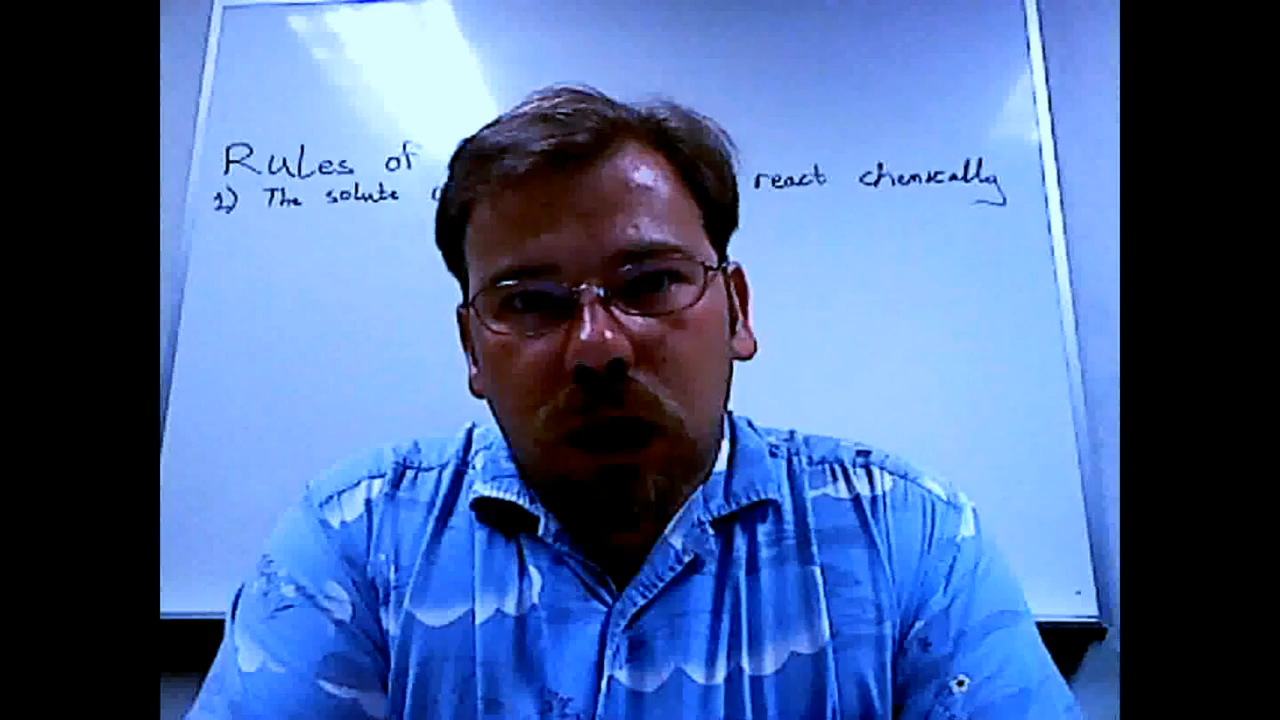 Rules of
1) The solute react chemically